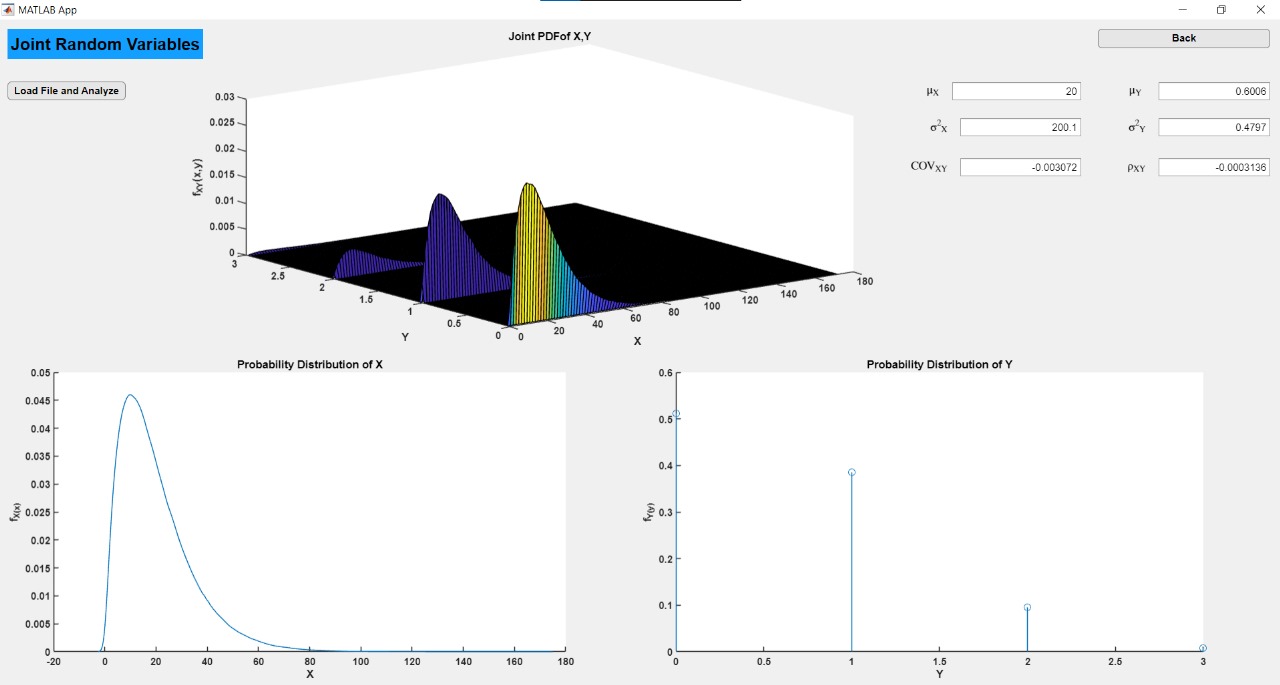 MATLAB App
Joint Random Variables
Load File and Analyze
Back
Joint PDFof X,Y
0.03
0.025
0.02
0.015
0.01
0.005
0
fXY(x,y)
3
2.5
2
1.5
1
0.5
0
Y
0
20
40
60
80
100
120
140
160
180
X
μX 20
μY 0.6006
σ²X 200.1
σ²Y 0.4797
COVXY -0.003072
ρXY -0.0003136
Probability Distribution of X
0.05
0.045
0.04
0.035
0.03
0.025
0.02
0.015
0.01
0.005
0
fX(x)
-20 0 20 40 60 80 100 120 140 160 180
X
Probability Distribution of Y
0.6
0.5
0.4
0.3
0.2
0.1
0
fY(y)
0 0.5 1 1.5 2 2.5 3
Y